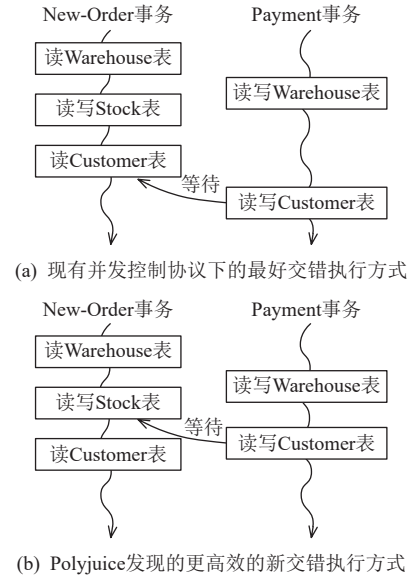 New-Order事务 Payment事务
读Warehouse表
读写Warehouse表
读写Stock表
读Customer表
等待
读写Customer表
(a) 现有并发控制协议下的最好交错执行方式
New-Order事务 Payment事务
读Warehouse表
读写Warehouse表
读写Stock表
等待
读写Customer表
读Customer表
(b) Polyjuice发现的更高效的新交错执行方式